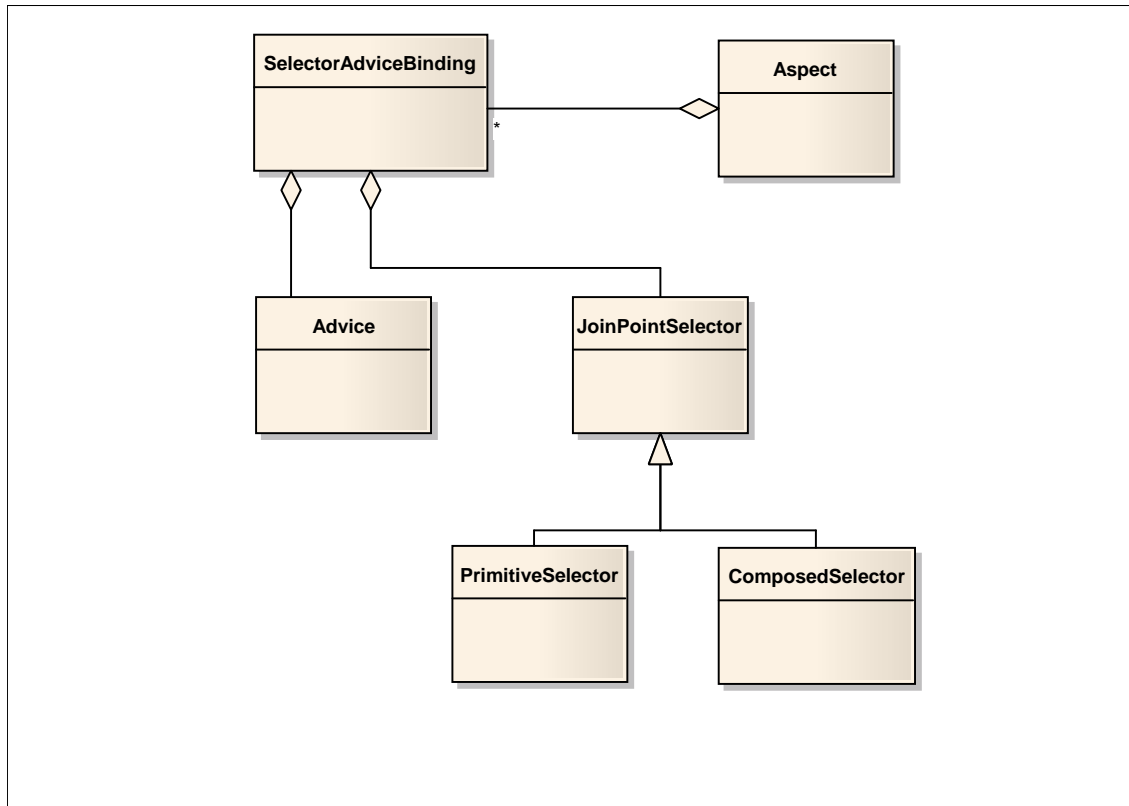 SelectorAdviceBinding
Aspect
*
Advice
JoinPointSelector
PrimitiveSelector
ComposedSelector